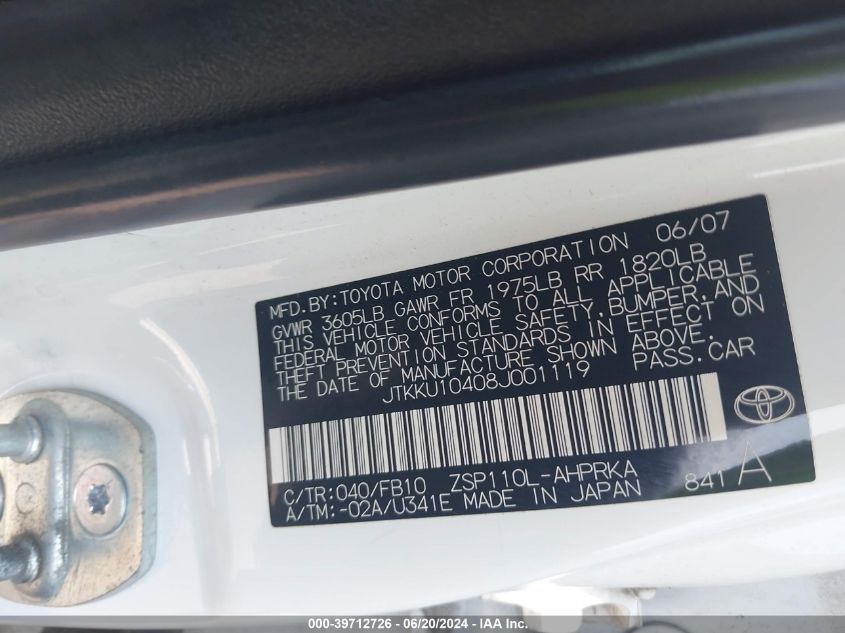 MFD.BY:TOYOTA MOTOR CORPORATION 06/07
GVWR 3605LB GAWR FR 1975LB RR 1820LB
THIS VEHICLE CONFORMS TO ALL APPLICABLE
FEDERAL MOTOR VEHICLE SAFETY,BUMPER,AND
THEFT PREVENTION STANDARDS IN EFFECT ON
THE DATE OF MANUFACTURE SHOWN ABOVE.
JTKKU10408J001119 PASS.CAR
C/TR:040/FB10 ZSP110L-AHPRKA
A/TM:-02A/U341E MADE IN JAPAN 841 A
000-39712726 - 06/20/2024 - IAA Inc.